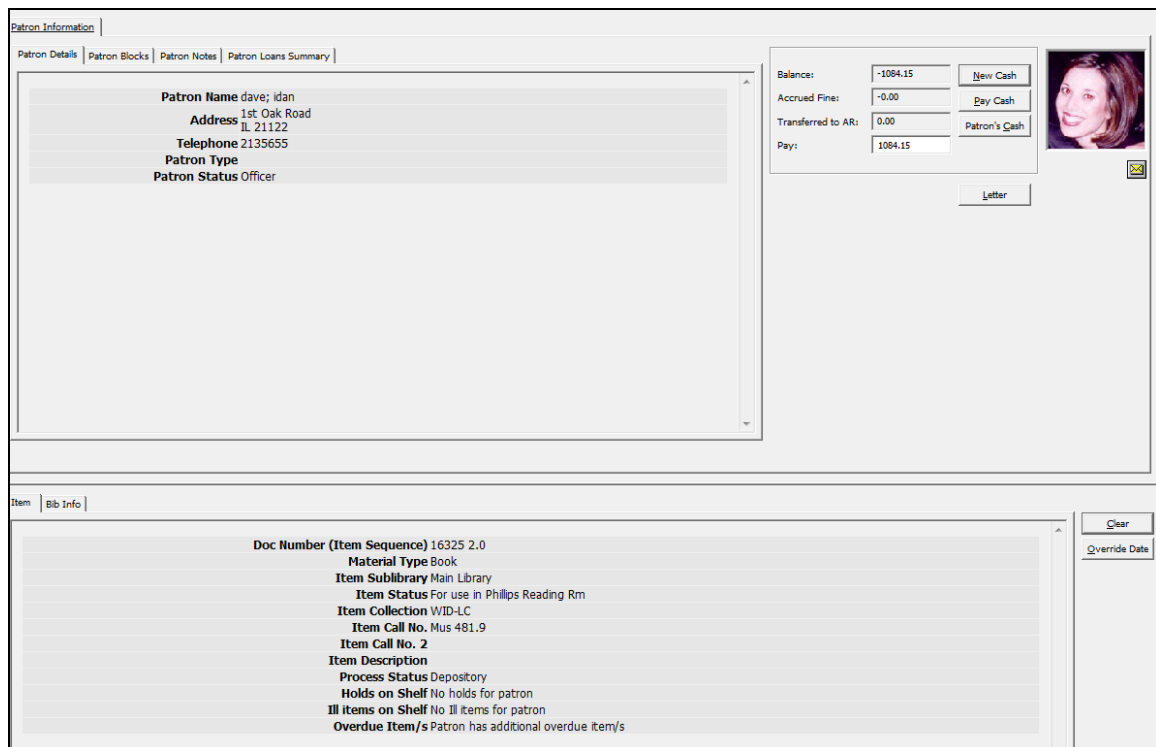 Patron Information
Patron Details Patron Blocks Patron Notes Patron Loans Summary
Patron Name dave; idan
Address 1st Oak Road
IL 21122
Telephone 2135655
Patron Type
Patron Status Officer
Balance: -1084.15 New Cash
Accrued Fine: -0.00 Pay Cash
Transferred to AR: 0.00 Patron's Cash
Pay: 1084.15
Letter
Item Bib Info
Clear
Override Date
Doc Number (Item Sequence) 16325 2.0
Material Type Book
Item Sublibrary Main Library
Item Status For use in Phillips Reading Rm
Item Collection WID-LC
Item Call No. Mus 481.9
Item Call No. 2
Item Description
Process Status Depository
Holds on Shelf No holds for patron
Ill items on Shelf No Ill items for patron
Overdue Item/s Patron has additional overdue item/s